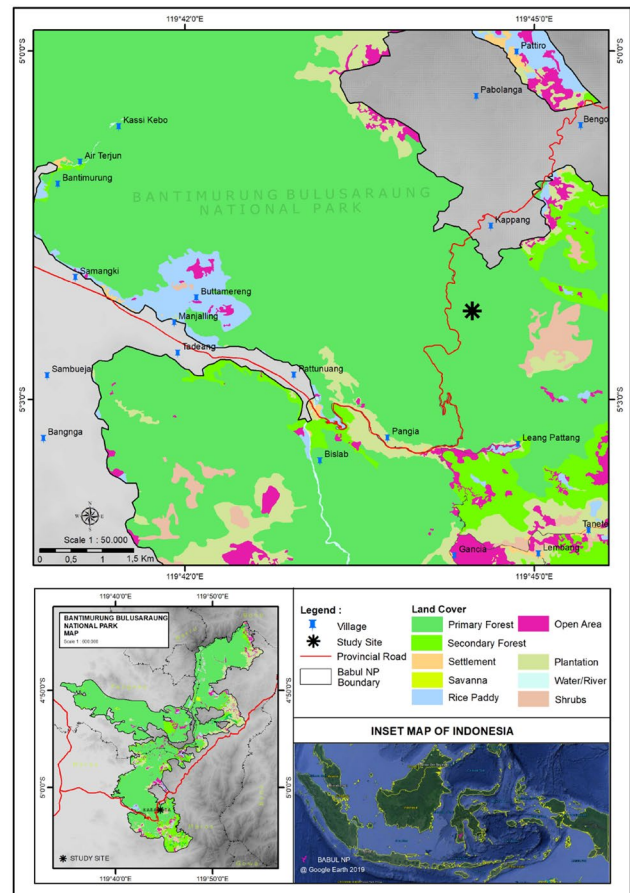 119°42'0"E
119°45'0"E
5°0'0"S
5°0'0"S
Pattiro
Pabolanga
Bengo
Kassi Kebo
Air Terjun
Bantimurung
BANTIMURUNG BULUSARAUNG
NATIONAL PARK
Kappang
Samangki
Buttamereng
Manjalling
Tadeang
Sambueja
Pattunuang
5°3'0"S
5°3'0"S
Bangnga
Pangia
Leang Pattang
Bislab
N
W
E
S
Scale 1 : 50.000
0
0,75
1,5 Km
Gancia
Lembang
Tanete
119°42'0"E
119°45'0"E
119°40'0"E
119°50'0"E
BANTIMURUNG BULUSARAUNG
NATIONAL PARK
MAP
4°50'0"S
4°50'0"S
5°0'0"S
5°0'0"S
STUDY SITE
119°40'0"E
119°50'0"E
Legend :
Village
Study Site
Provincial Road
Babul NP
Boundary
Land Cover
Primary Forest
Secondary Forest
Settlement
Savanna
Rice Paddy
Open Area
Plantation
Water/River
Shrubs
INSET MAP OF INDONESIA
BABUL NP
@ Google Earth 2019